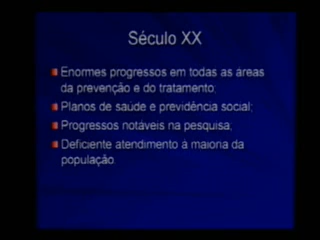 Século XX
Enormes progressos em todas as áreas
da prevenção e do tratamento;
Planos de saúde e previdência social;
Progressos notáveis na pesquisa;
Deficiente atendimento à maioria da
população.